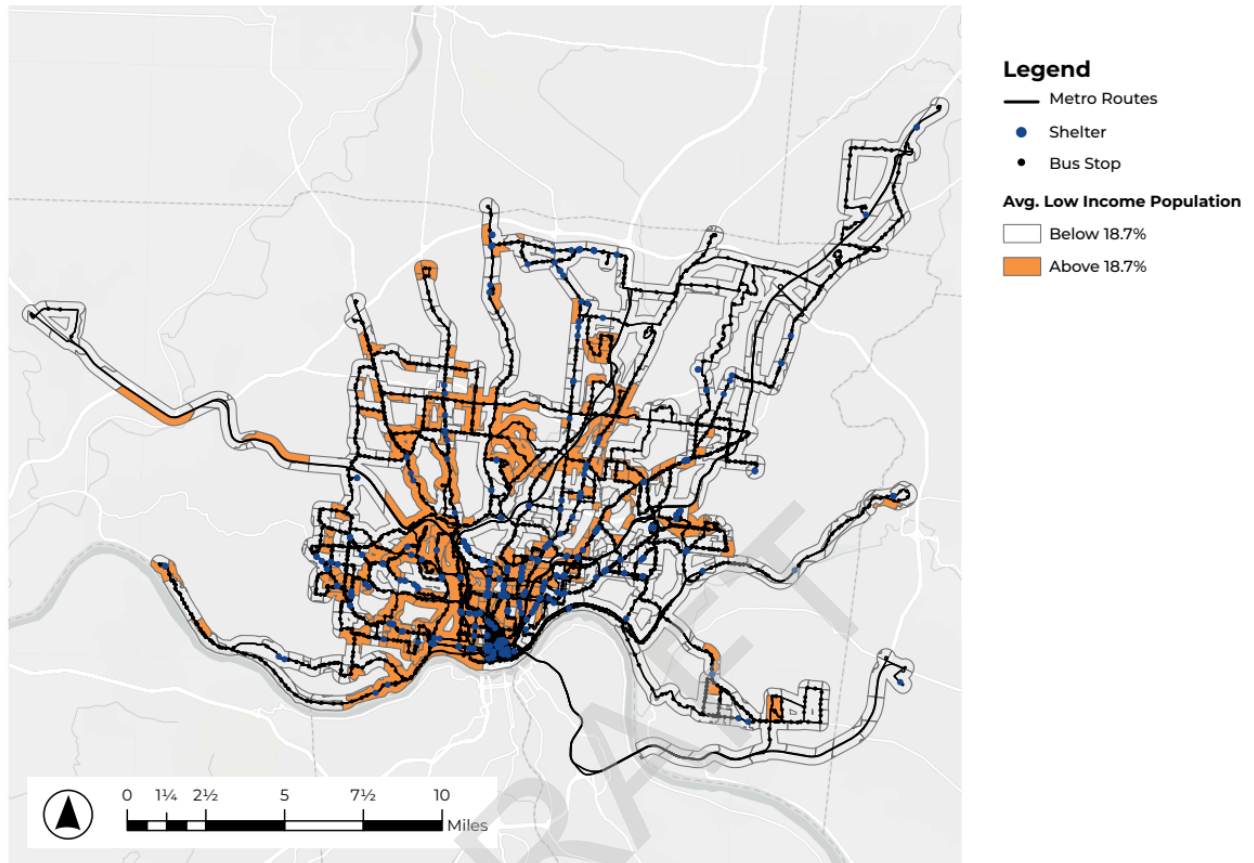 Legend
Metro Routes
Shelter
Bus Stop
Avg. Low Income Population
Below 18.7%
Above 18.7%
0 1¼ 2½ 5 7½ 10
Miles
DRAFT